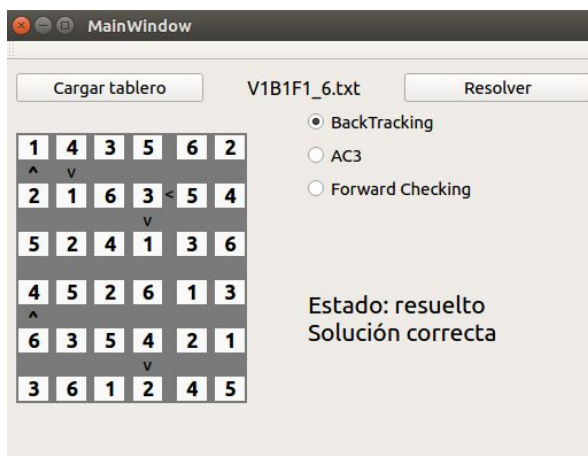 MainWindow
Cargar tablero V1B1F1_6.txt Resolver
BackTracking
AC3
Forward Checking
1 4 3 5 6 2
^ v
2 1 6 3 < 5 4
v
5 2 4 1 3 6
4 5 2 6 1 3
^
6 3 5 4 2 1
v
3 6 1 2 4 5
Estado: resuelto
Solución correcta